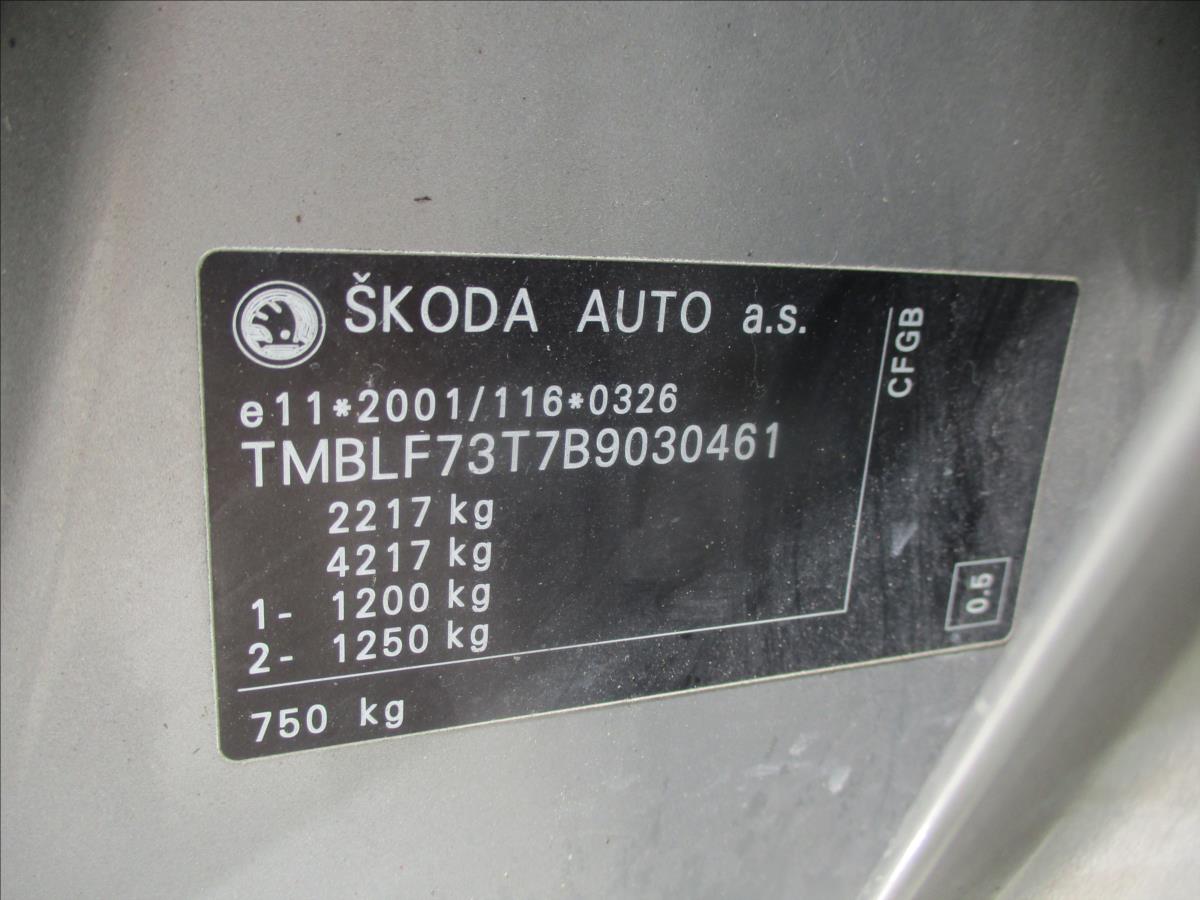 ŠKODA AUTO a.s.
e11*2001/116*0326
TMBLF73T7B9030461
2217 kg
4217 kg
1- 1200 kg
2- 1250 kg
750 kg
CFGB
0.5